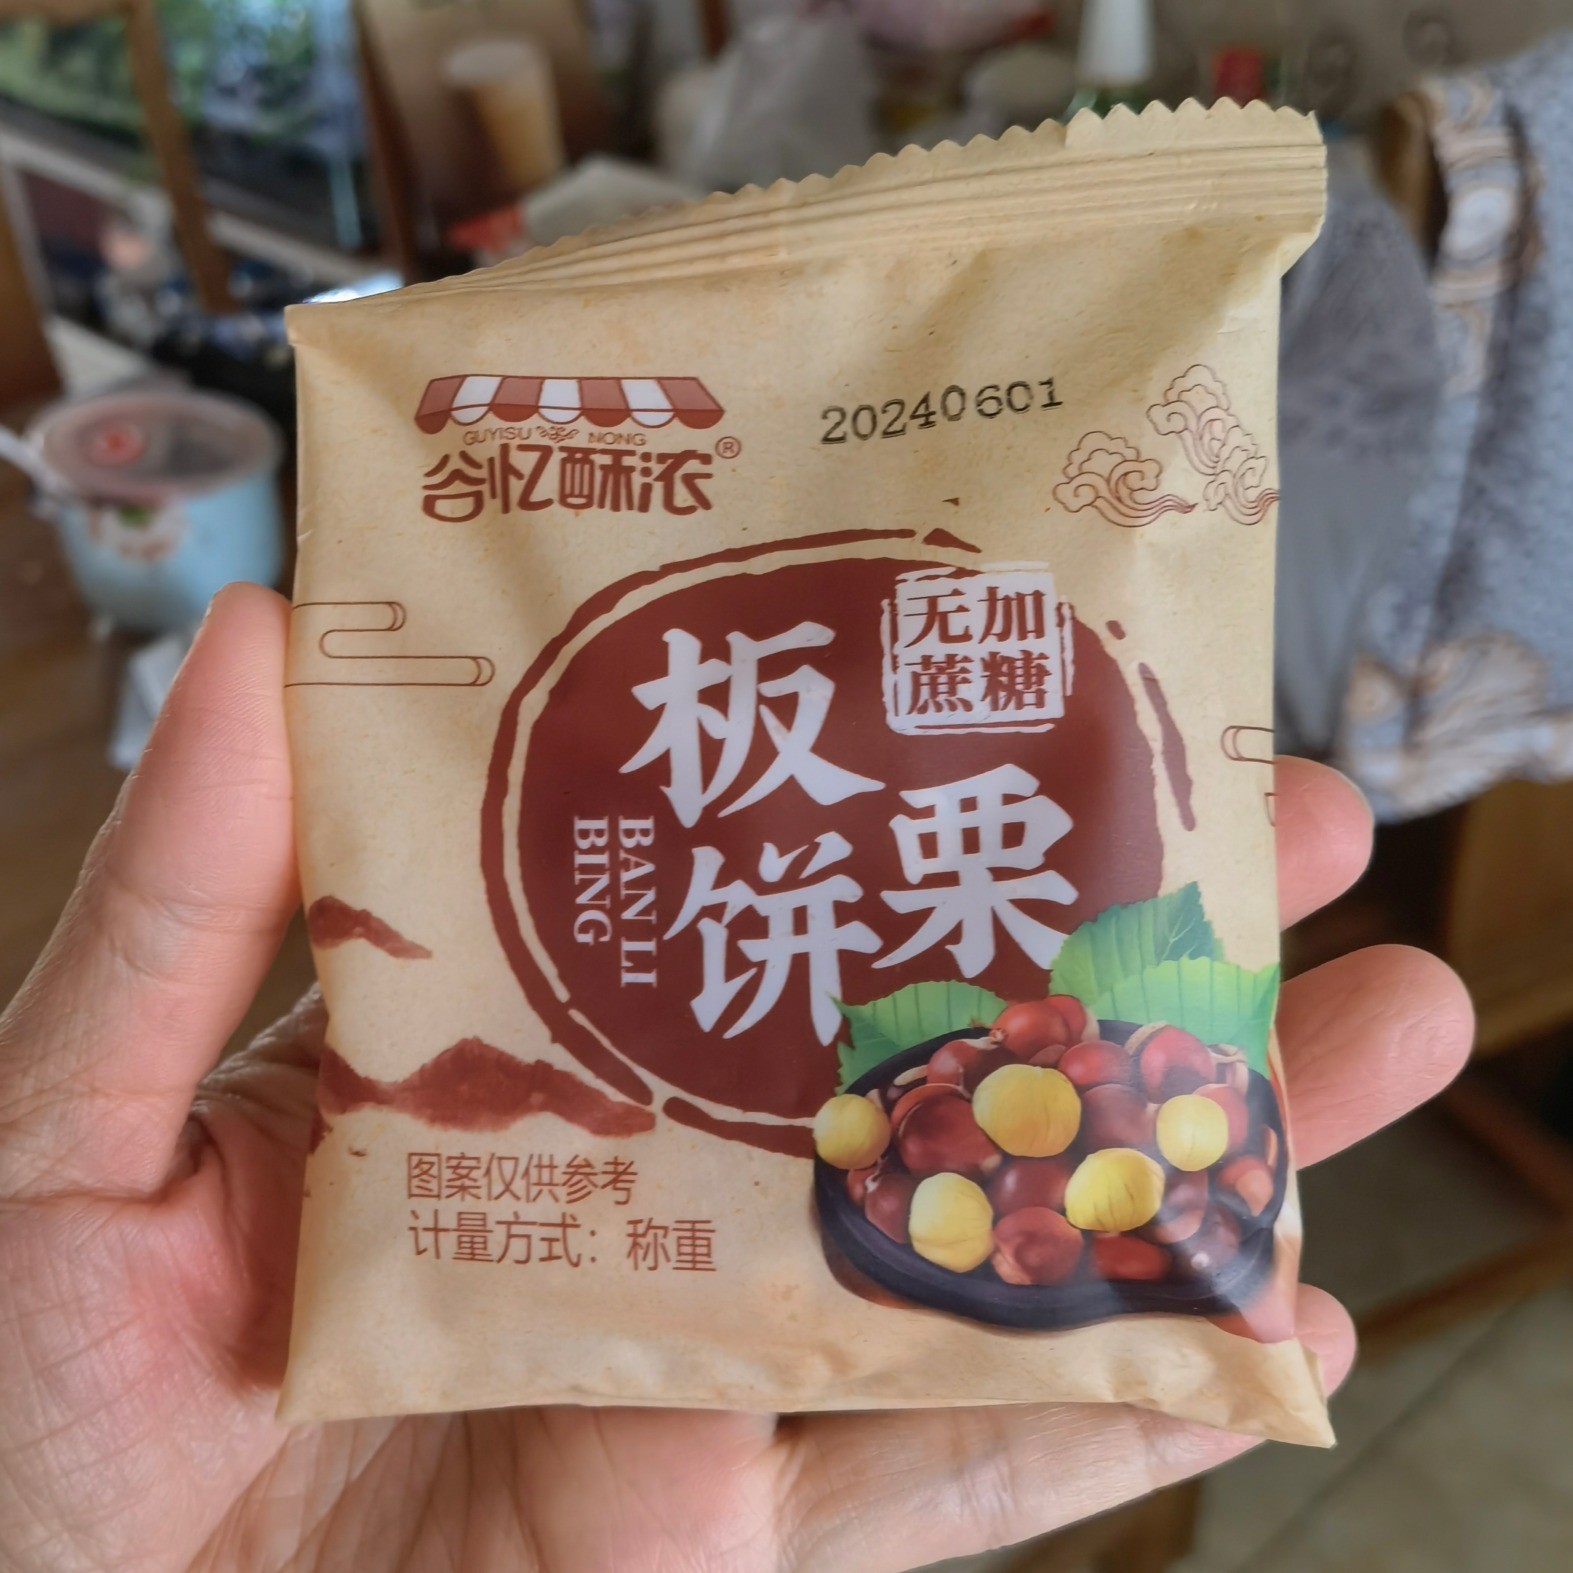 GUYISU NONG
谷忆酥浓®
20240601
无加
蔗糖
板栗
饼
BAN LI
BING
图案仅供参考
计量方式：称重